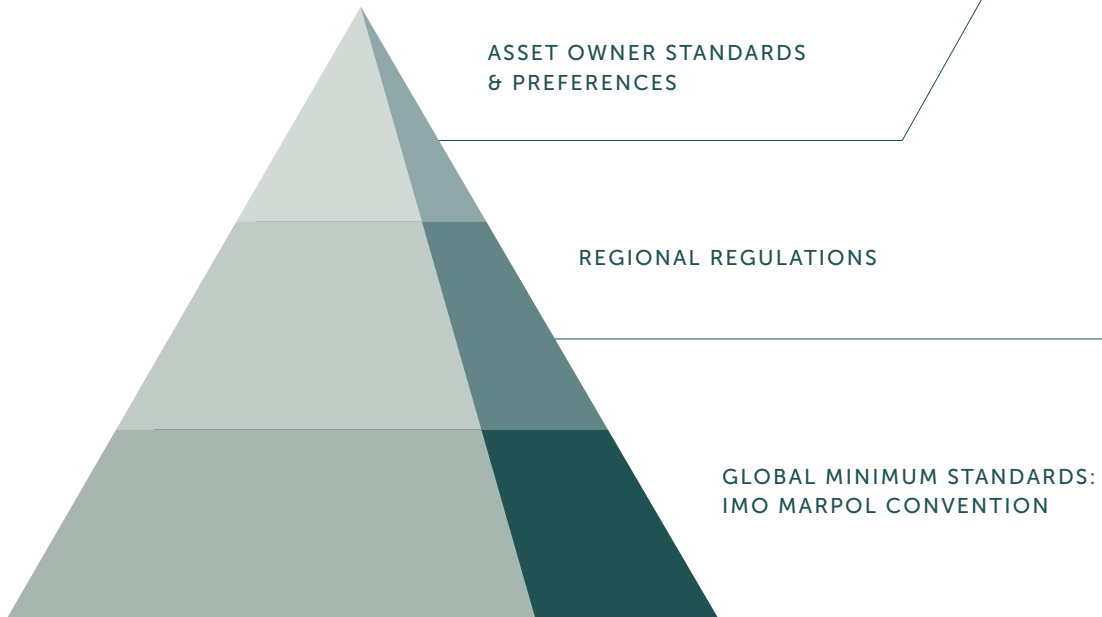 ASSET OWNER STANDARDS
& PREFERENCES
REGIONAL REGULATIONS
GLOBAL MINIMUM STANDARDS:
IMO MARPOL CONVENTION